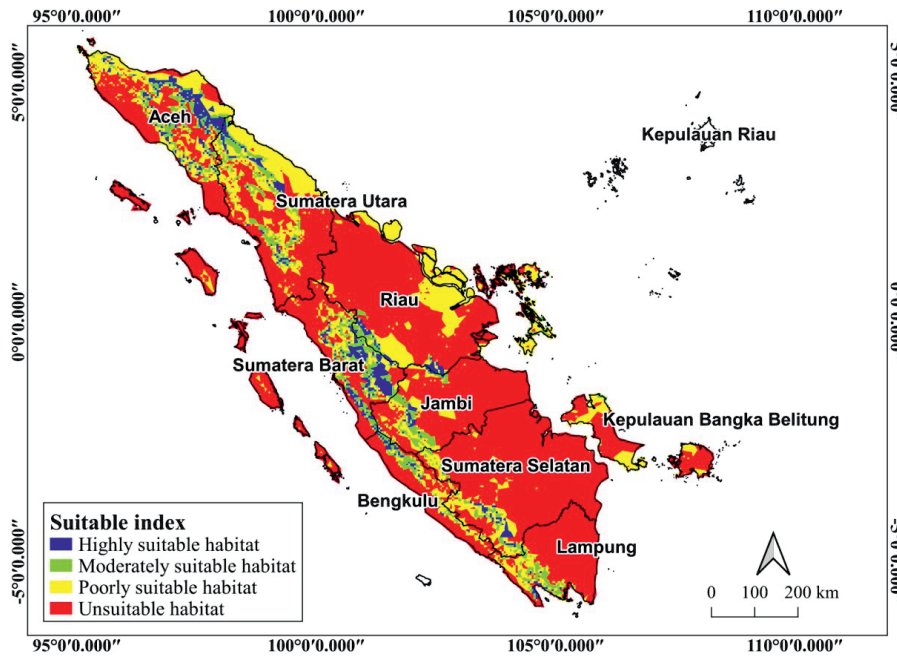 95°0′0.000″ 100°0′0.000″ 105°0′0.000″ 110°0′0.000″
5°0′0.000″
Aceh
Kepulauan Riau
Sumatera Utara
Riau
0°0′0.000″
0°0′0.000″
Sumatera Barat
Jambi
Kepulauan Bangka Belitung
Sumatera Selatan
Bengkulu
Lampung
-5°0′0.000″
Suitable index
Highly suitable habitat
Moderately suitable habitat
Poorly suitable habitat
Unsuitable habitat
0 100 200 km
95°0′0.000″ 100°0′0.000″ 105°0′0.000″ 110°0′0.000″